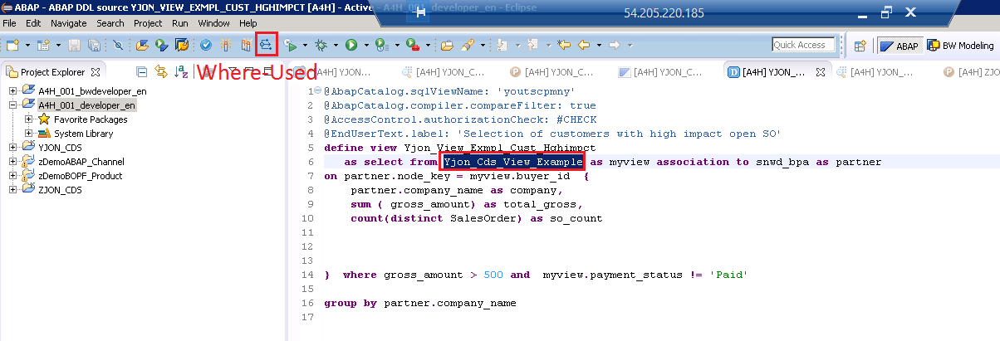 ABAP - ABAP DDL source YJON_VIEW_EXMPL_CUST_HGHIMPCT [A4H] - Active - A4H_001_developer_en - Eclipse
54.205.220.185
File Edit Navigate Search Project Run Window Help
Quick Access
ABAP
BW Modeling
Where-Used
Project Explorer
A4H_001_bwdeveloper_en
A4H_001_developer_en
Favorite Packages
System Library
YJON_CDS
zDemoABAP_Channel
zDemoBOPF_Product
ZJON_CDS
[A4H] YJON_...
[A4H] YJON_C...
[A4H] YJON_C...
[A4H] YJON_C...
[A4H] YJON_...
[A4H] YJON_C...
[A4H] ZJO
1 @AbapCatalog.sqlViewName: 'youtscpmny'
2 @AbapCatalog.compiler.compareFilter: true
3 @AccessControl.authorizationCheck: #CHECK
4 @EndUserText.label: 'Selection of customers with high impact open SO'
5 define view Yjon_View_Exmpl_Cust_Hghimpct
6 as select from Yjon_Cds_View_Example as myview association to snwd_bpa as partner
7 on partner.node_key = myview.buyer_id {
8 partner.company_name as company,
9 sum ( gross_amount) as total_gross,
10 count(distinct SalesOrder) as so_count
11
12
13
14 } where gross_amount > 500 and myview.payment_status != 'Paid'
15
16 group by partner.company_name
17